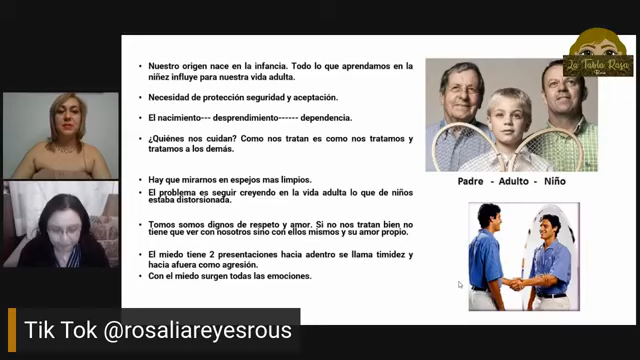 • Nuestro origen nace en la infancia. Todo lo que aprendamos en la
niñez influye para nuestra vida adulta.
• Necesidad de protección seguridad y aceptación.
• El nacimiento--- desprendimiento------ dependencia.
• ¿Quiénes nos cuidan? Como nos tratan es como nos tratamos y
tratamos a los demás.
• Hay que mirarnos en espejos mas limpios.
• El problema es seguir creyendo en la vida adulta lo que de niños
estaba distorsionada.
• Tomos somos dignos de respeto y amor. Si no nos tratan bien no
tiene que ver con nosotros sino con ellos mismos y su amor propio.
• El miedo tiene 2 presentaciones hacia adentro se llama timidez y
hacia afuera como agresión.
• Con el miedo surgen todas las emociones.
La Tabla Rasa
Padre - Adulto - Niño
Tik Tok @rosaliareyesrous